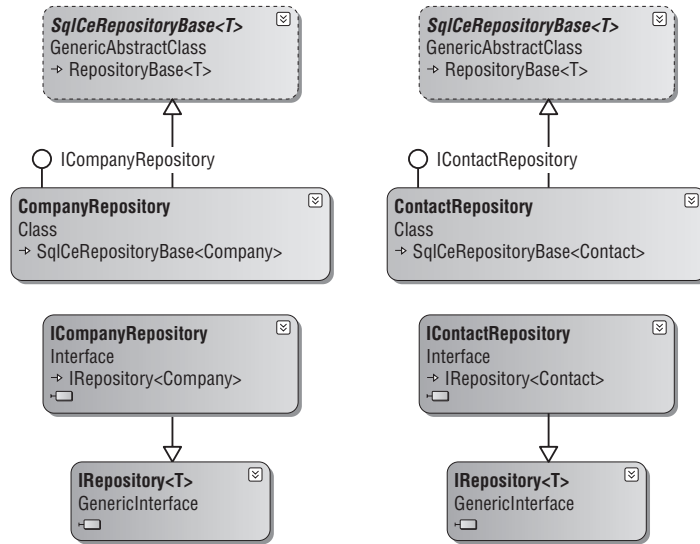 SqlCeRepositoryBase<T>
GenericAbstractClass
RepositoryBase<T>
ICompanyRepository
CompanyRepository
Class
SqlCeRepositoryBase<Company>
ICompanyRepository
Interface
IRepository<Company>
IRepository<T>
GenericInterface
SqlCeRepositoryBase<T>
GenericAbstractClass
RepositoryBase<T>
IContactRepository
ContactRepository
Class
SqlCeRepositoryBase<Contact>
IContactRepository
Interface
IRepository<Contact>
IRepository<T>
GenericInterface